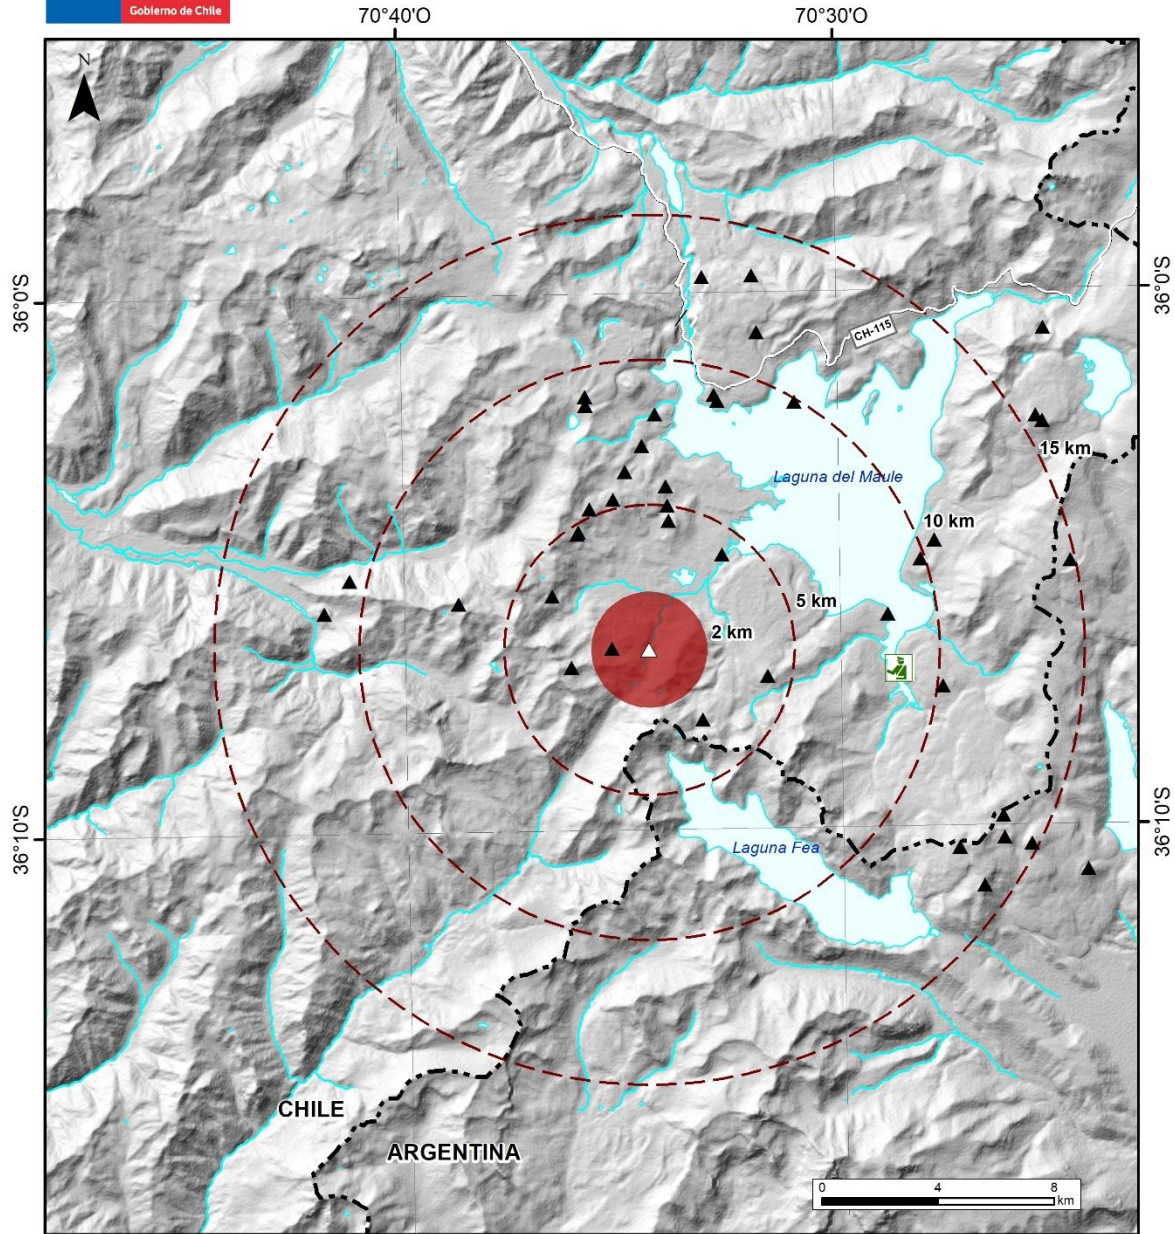 Gobierno de Chile
70°40'O
70°30'O
N
36°0'S
36°0'S
CH-115
15 km
Laguna del Maule
10 km
5 km
2 km
36°10'S
36°10'S
Laguna Fea
CHILE
ARGENTINA
0 4 8
km